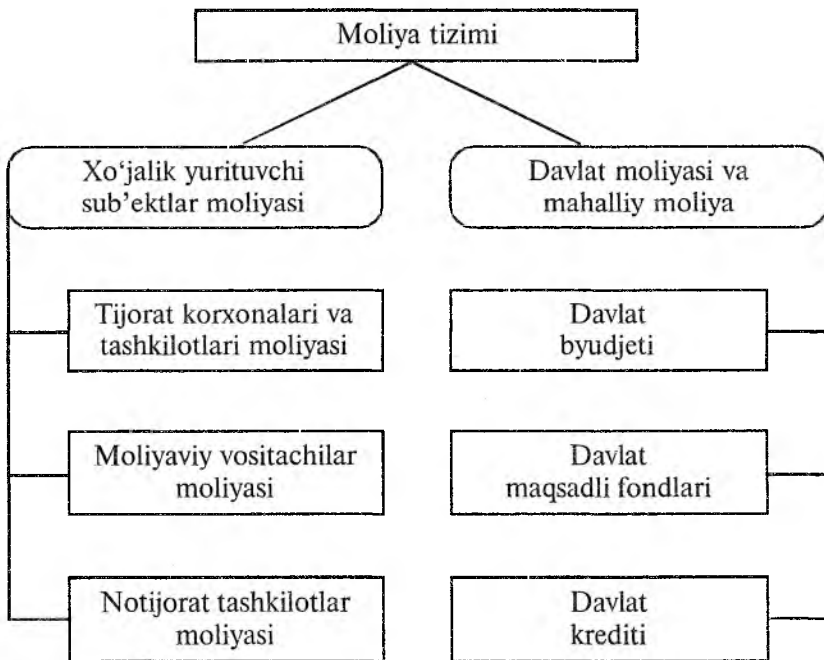 Moliya tizimi
Xo‘jalik yurituvchi
sub’ektlar moliyasi
Davlat moliyasi va
mahalliy moliya
Tijorat korxonalari va
tashkilotlari moliyasi
Davlat
byudjeti
Moliyaviy vositachilar
moliyasi
Davlat
maqsadli fondlari
Notijorat tashkilotlar
moliyasi
Davlat
krediti